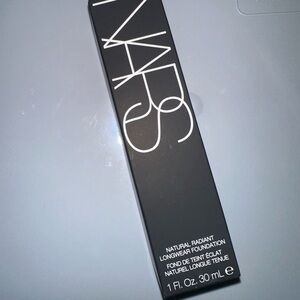 NARS
NATURAL RADIANT
LONGWEAR FOUNDATION
FOND DE TEINT ÉCLAT
NATUREL LONGUE TENUE
1 Fl. Oz. 30 mL ℮